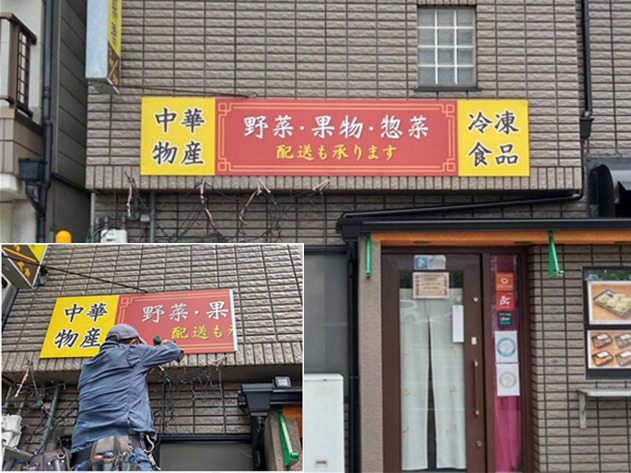 中華
物産
野菜・果物・惣菜
配送も承ります
冷凍
食品
中華
物産
野菜・果
配送も